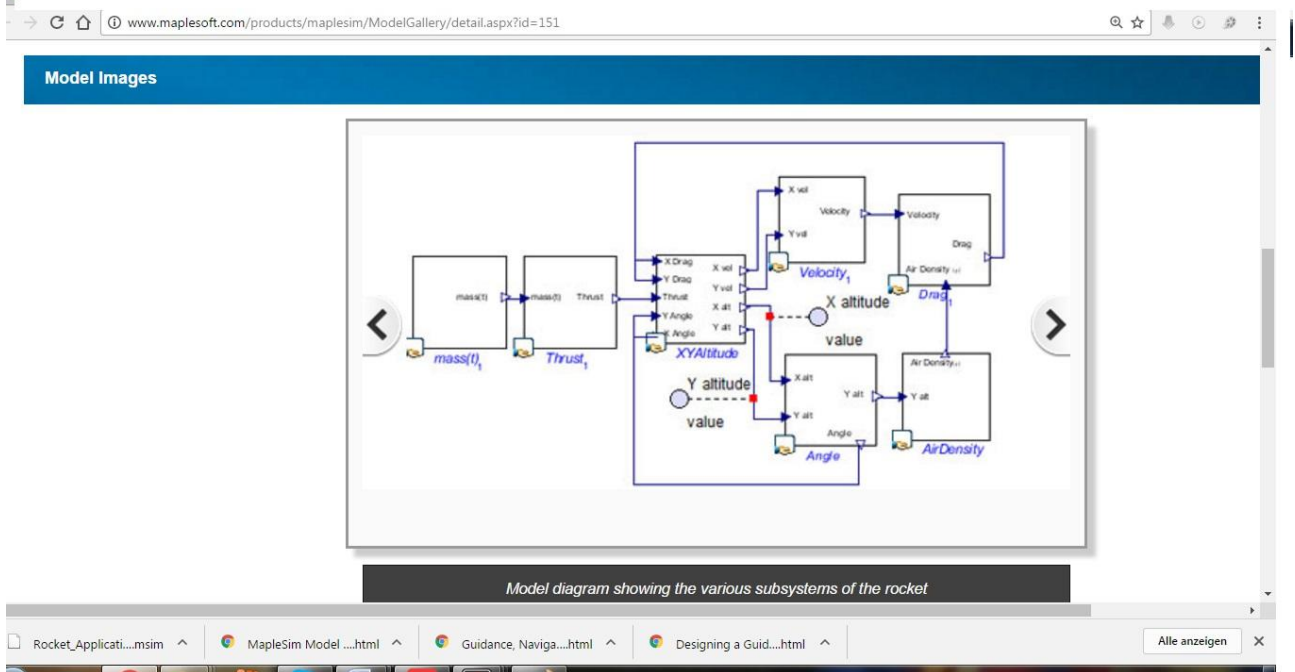 www.maplesoft.com/products/maplesim/ModelGallery/detail.aspx?id=151
Model Images
X vel
Velocity
Y vel
Velocity1
Velocity
Drag
Air Density
Drag1
mass(t)
mass(t)1
mass(t)
Thrust
Thrust1
X Drag
Y Drag
Thrust
Y Angle
X Angle
X vel
Y vel
X alt
Y alt
XYAltitude
X altitude
value
Y altitude
value
X alt
Y alt
Y alt
Angle
Angle
Air Density
Y alt
AirDensity
Model diagram showing the various subsystems of the rocket
Rocket_Applicati....msim
MapleSim Model ....html
Guidance, Naviga....html
Designing a Guid....html
Alle anzeigen